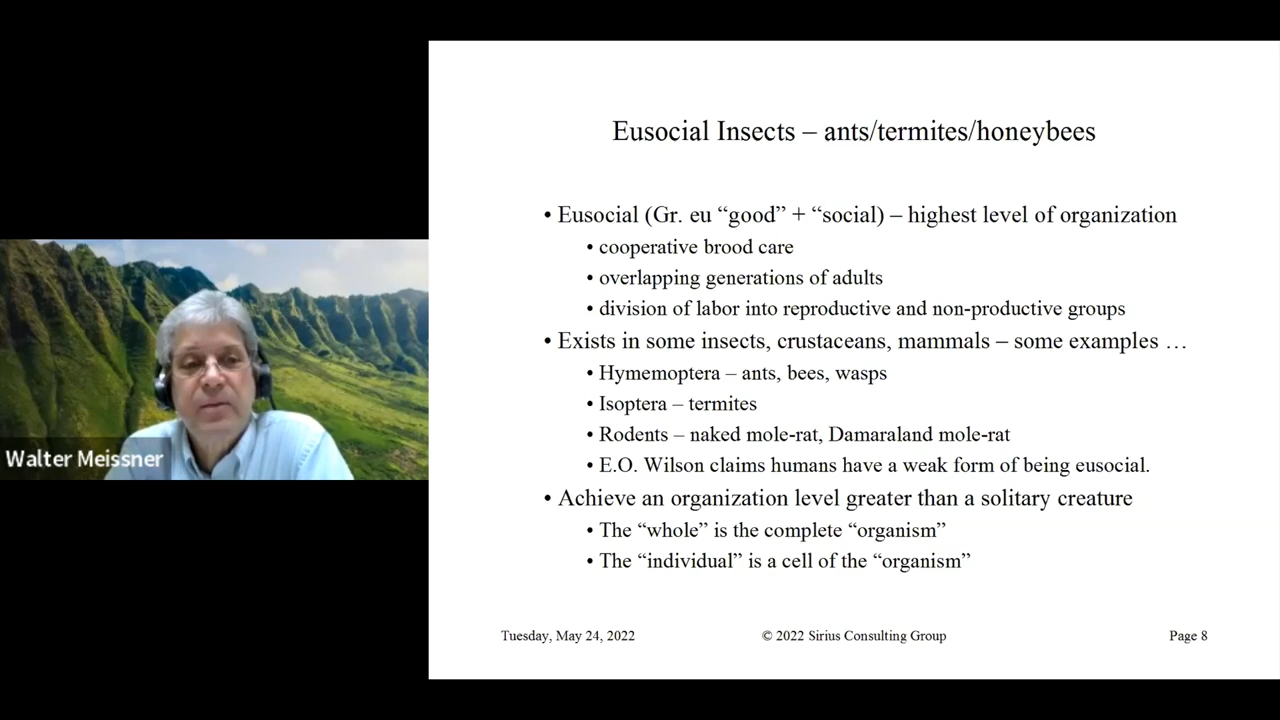 Eusocial Insects – ants/termites/honeybees
• Eusocial (Gr. eu “good” + “social) – highest level of organization
• cooperative brood care
• overlapping generations of adults
• division of labor into reproductive and non-productive groups
• Exists in some insects, crustaceans, mammals – some examples …
• Hymemoptera – ants, bees, wasps
• Isoptera – termites
• Rodents – naked mole-rat, Damaraland mole-rat
• E.O. Wilson claims humans have a weak form of being eusocial.
• Achieve an organization level greater than a solitary creature
• The “whole” is the complete “organism”
• The “individual” is a cell of the “organism”
Tuesday, May 24, 2022
© 2022 Sirius Consulting Group
Page 8
Walter Meissner